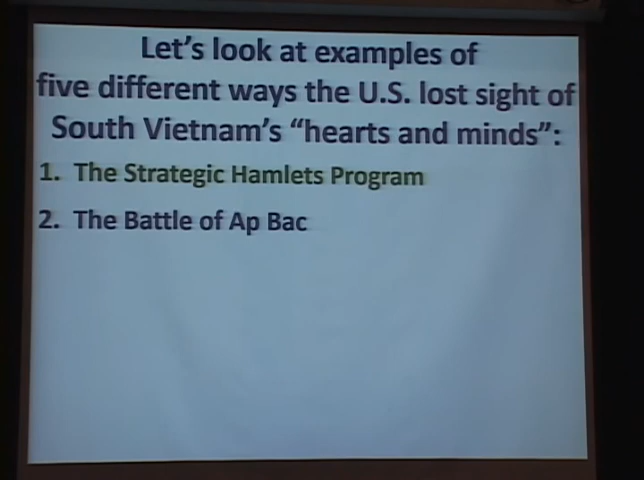 Let's look at examples of
five different ways the U.S. lost sight of
South Vietnam's “hearts and minds”:
1. The Strategic Hamlets Program
2. The Battle of Ap Bac